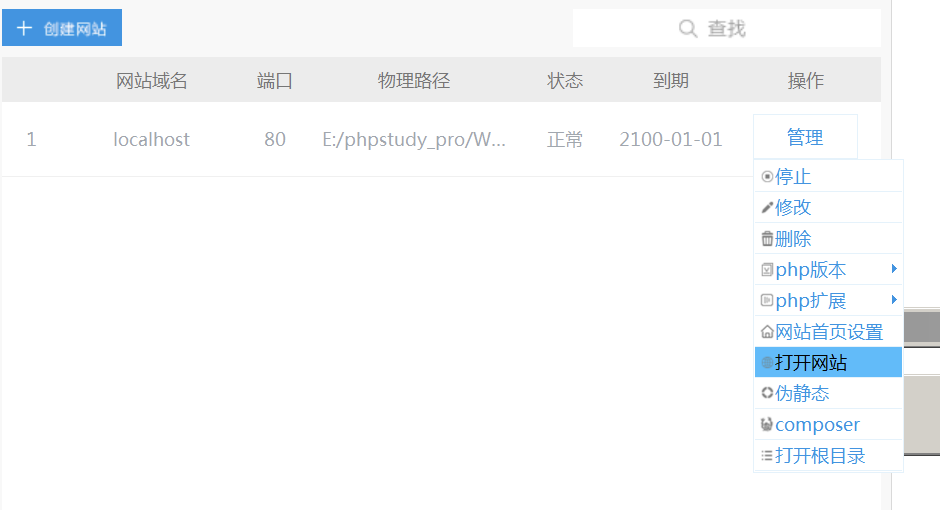 创建网站
查找
网站域名 端口 物理路径 状态 到期 操作
1 localhost 80 E:/phpstudy_pro/W... 正常 2100-01-01 管理
停止
修改
删除
php版本
php扩展
网站首页设置
打开网站
伪静态
composer
打开根目录